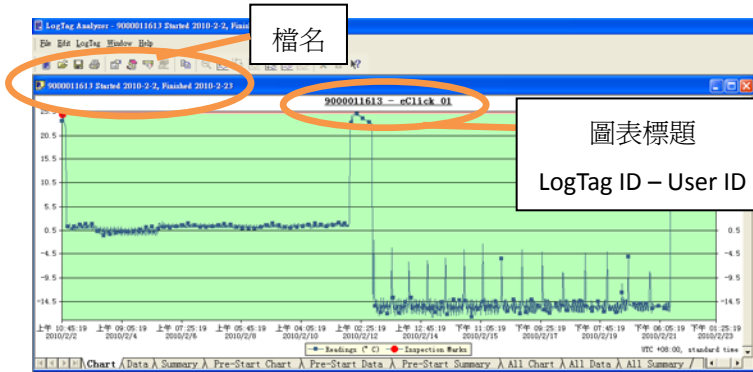 LogTag Analyzer - 9000011613 Started 2010-2-2, Finis
File Edit LogTag Window Help
檔名
9000011613 Started 2010-2-2, Finished 2010-2-23
9000011613 - eClick 01
圖表標題
LogTag ID – User ID
20.5
15.5
10.5
5.5
0.5
-4.5
-9.5
-14.5
0.5
-4.5
-9.5
-14.5
上午 10:45:19 上午 09:05:19 上午 07:25:19 上午 05:45:19 上午 04:05:19 上午 02:25:19 上午 12:45:19 下午 11:05:19 下午 09:25:19 下午 07:45:19 下午 06:05:19 下午 01:25:19
2010/2/2 2010/2/4 2010/2/6 2010/2/8 2010/2/10 2010/2/12 2010/2/14 2010/2/15 2010/2/17 2010/2/19 2010/2/21 2010/2/23
Readings (° C) Inspection Marks
UTC +08:00, standard time
Chart Data Summary Pre-Start Chart Pre-Start Data Pre-Start Summary All Chart All Data All Summary